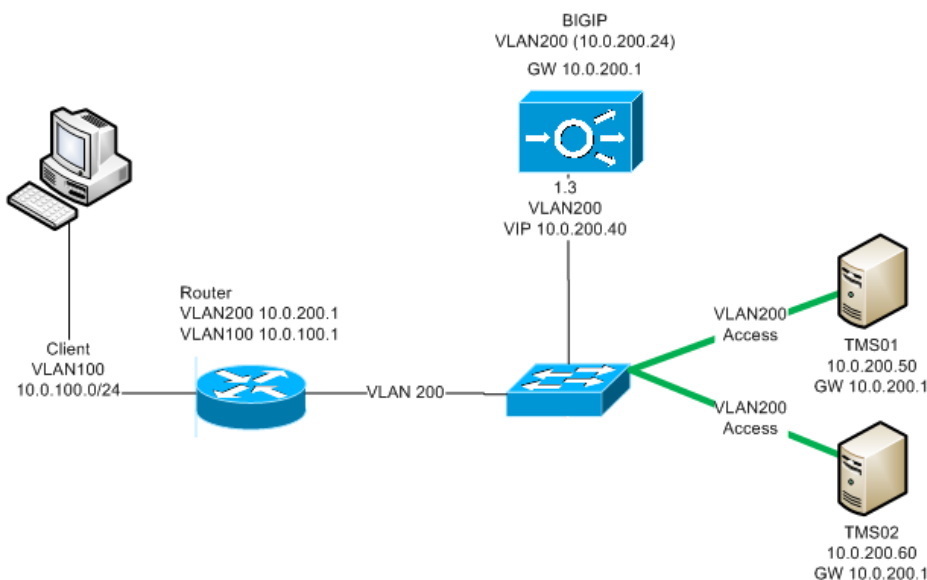 BIGIP
VLAN200 (10.0.200.24)
GW 10.0.200.1
1.3
VLAN200
VIP 10.0.200.40
Router
VLAN200 10.0.200.1
VLAN100 10.0.100.1
Client
VLAN100
10.0.100.0/24
VLAN 200
VLAN200
Access
TMS01
10.0.200.50
GW 10.0.200.1
VLAN200
Access
TMS02
10.0.200.60
GW 10.0.200.1